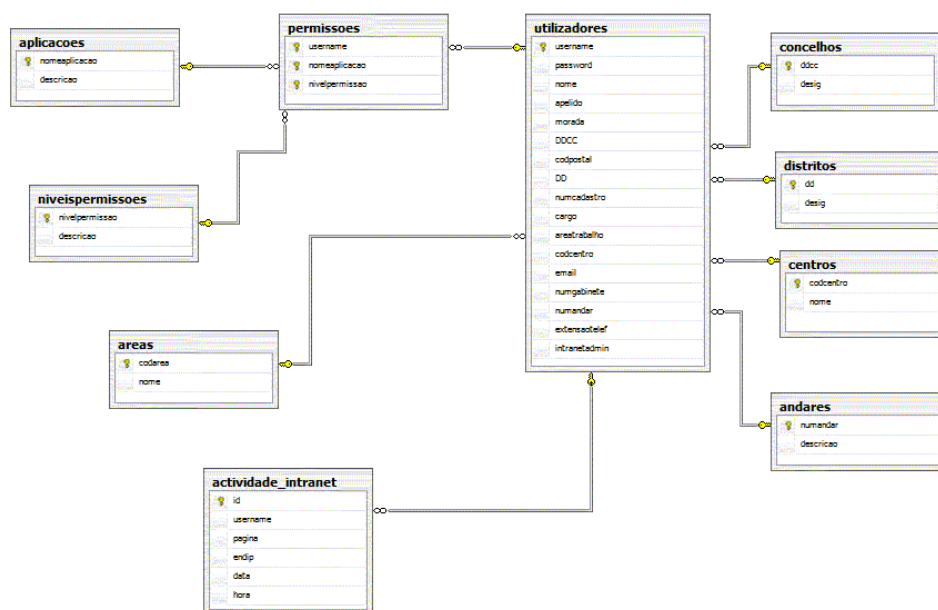 aplicacoes
nomeaplicacao
descricao
permissoes
username
nomeaplicacao
nivelpermissao
utilizadores
username
password
nome
apelido
morada
DDCC
codpostal
DD
numcadastro
cargo
areatrabalho
codcentro
email
numgabinete
numandar
extensaotelef
intranetadmin
concelhos
ddcc
desig
distritos
dd
desig
niveispermissoes
nivelpermissao
descricao
centros
codcentro
nome
areas
codarea
nome
andares
numandar
descricao
actividade_intranet
id
username
pagina
endip
data
hora